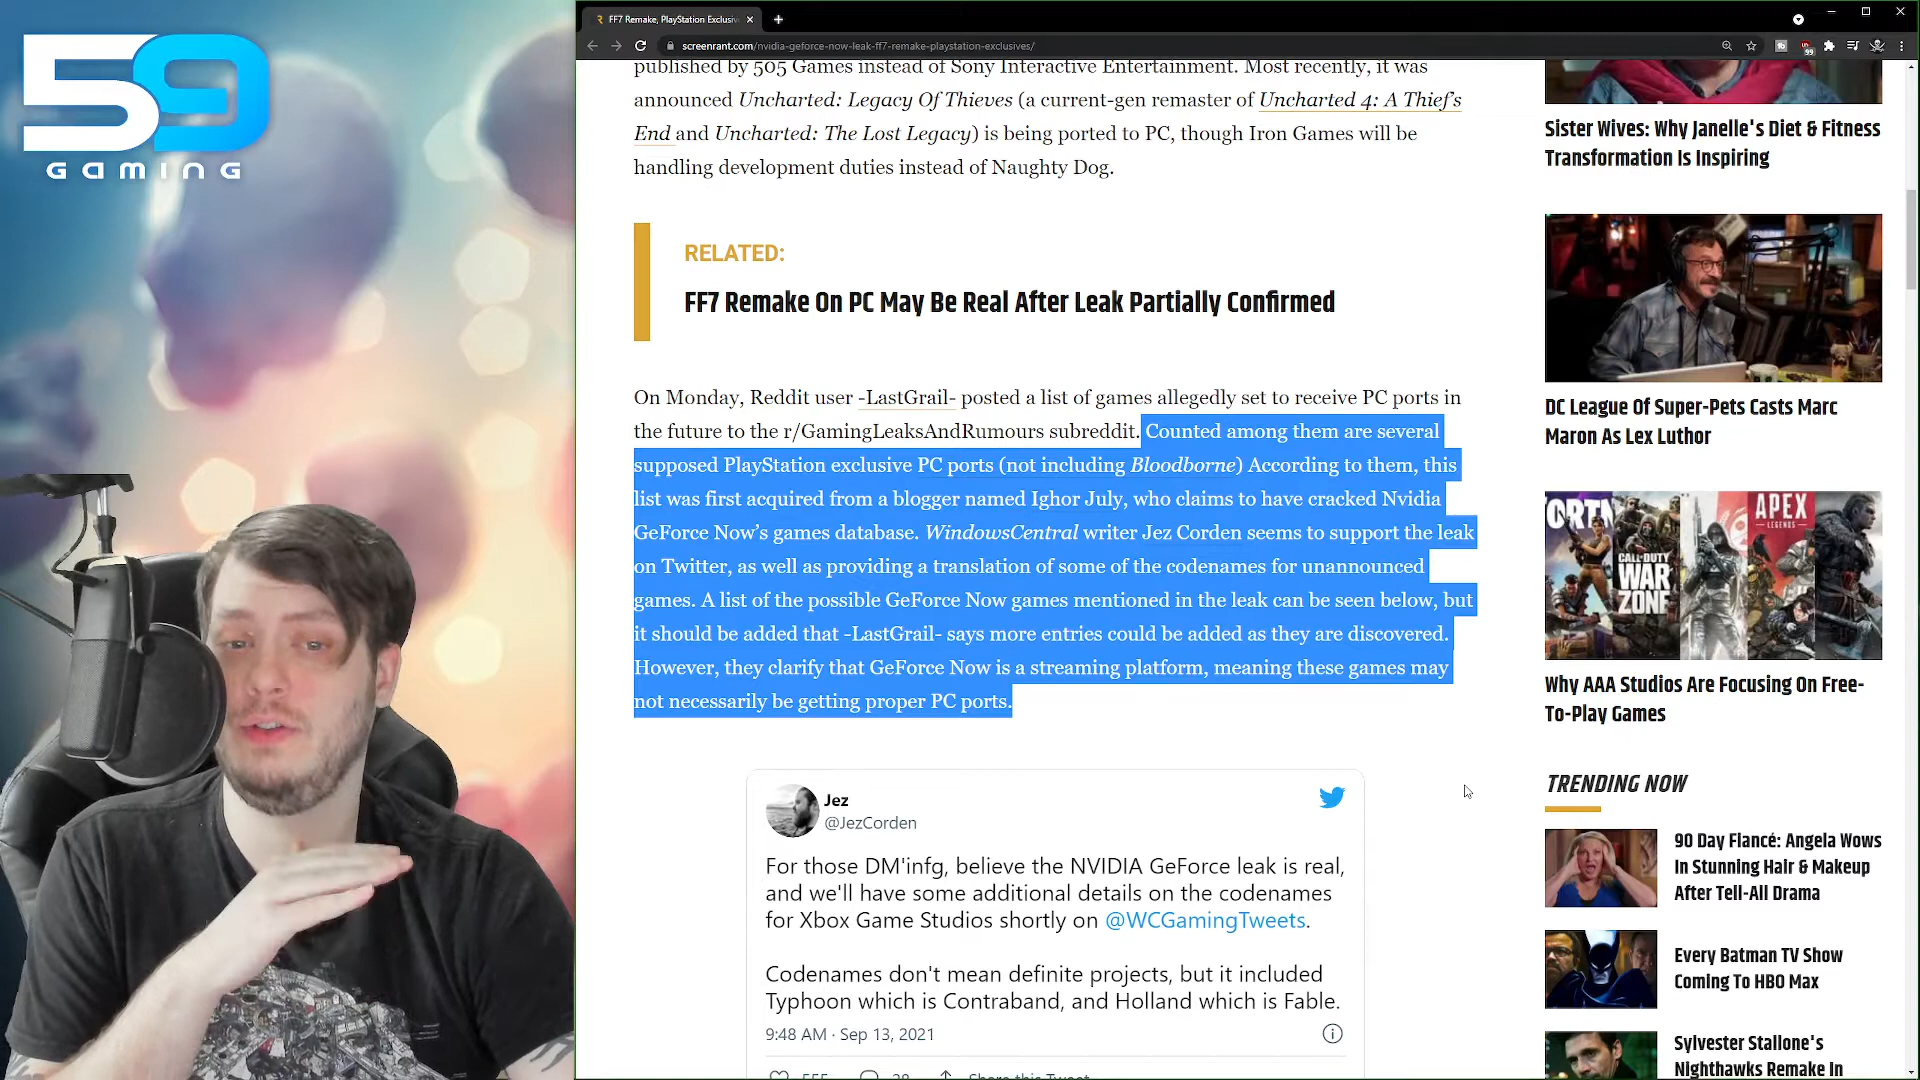 59
GAMING
FF7 Remake, PlayStation Exclusiv
screenrant.com/nvidia-geforce-now-leak-ff7-remake-playstation-exclusives/
published by 505 Games instead of Sony Interactive Entertainment. Most recently, it was
announced Uncharted: Legacy Of Thieves (a current-gen remaster of Uncharted 4: A Thief's
End and Uncharted: The Lost Legacy) is being ported to PC, though Iron Games will be
handling development duties instead of Naughty Dog.
RELATED:
FF7 Remake On PC May Be Real After Leak Partially Confirmed
On Monday, Reddit user -LastGrail- posted a list of games allegedly set to receive PC ports in
the future to the r/GamingLeaksAndRumours subreddit. Counted among them are several
supposed PlayStation exclusive PC ports (not including Bloodborne) According to them, this
list was first acquired from a blogger named Ighor July, who claims to have cracked Nvidia
GeForce Now's games database. WindowsCentral writer Jez Corden seems to support the leak
on Twitter, as well as providing a translation of some of the codenames for unannounced
games. A list of the possible GeForce Now games mentioned in the leak can be seen below, but
it should be added that -LastGrail- says more entries could be added as they are discovered.
However, they clarify that GeForce Now is a streaming platform, meaning these games may
not necessarily be getting proper PC ports.
Jez
@JezCorden
For those DM'infg, believe the NVIDIA GeForce leak is real,
and we'll have some additional details on the codenames
for Xbox Game Studios shortly on @WCGamingTweets.
Codenames don't mean definite projects, but it included
Typhoon which is Contraband, and Holland which is Fable.
9:48 AM · Sep 13, 2021
555 28 Share this Tweet
Sister Wives: Why Janelle's Diet & Fitness
Transformation Is Inspiring
DC League Of Super-Pets Casts Marc
Maron As Lex Luthor
ORTN
CALL·DUTY
WAR
ZONE
APEX
LEGENDS
Why AAA Studios Are Focusing On Free-
To-Play Games
TRENDING NOW
90 Day Fiancé: Angela Wows
In Stunning Hair & Makeup
After Tell-All Drama
Every Batman TV Show
Coming To HBO Max
Sylvester Stallone's
Nighthawks Remake In